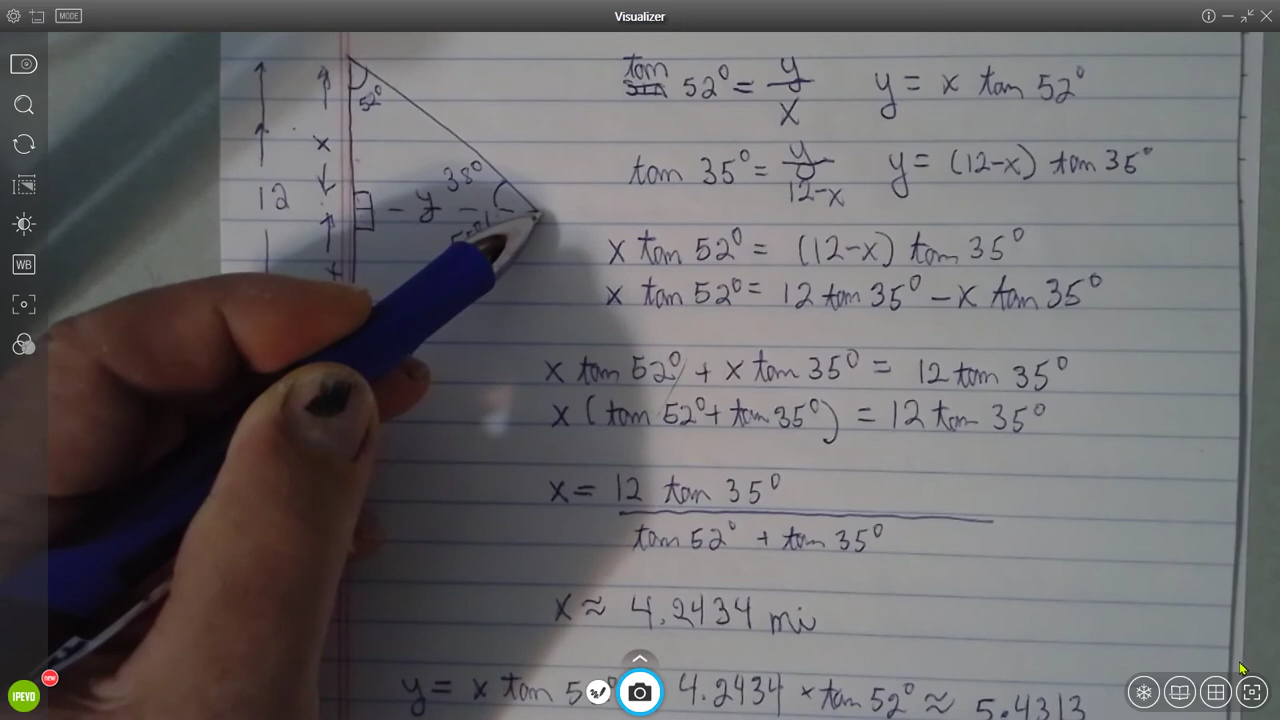 Visualizer
MODE
WB
IPEVO
new
52°
x
12
y
38°
tan 52° = y/x y = x tan 52°
tan 35° = y/12-x y = (12-x) tan 35°
x tan 52° = (12-x) tan 35°
x tan 52° = 12 tan 35° - x tan 35°
x tan 52° + x tan 35° = 12 tan 35°
x (tan 52° + tan 35°) = 12 tan 35°
x = 12 tan 35°
tan 52° + tan 35°
x ≈ 4.2434 mi
y = x tan 5 4.2434 × tan 52° ≈ 5.4313